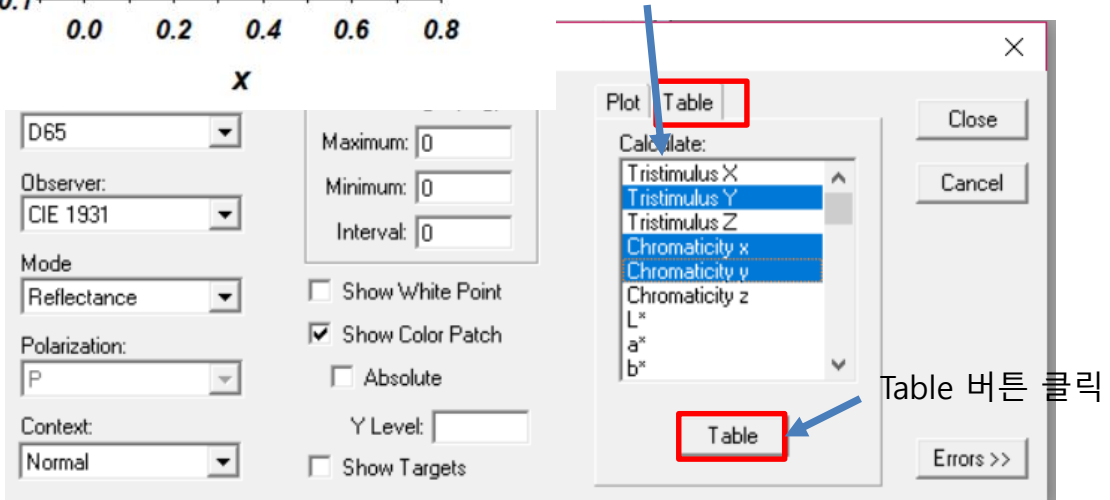 0.1
0.0 0.2 0.4 0.6 0.8
x
D65
Observer:
CIE 1931
Mode
Reflectance
Polarization:
P
Context:
Normal
Maximum: 0
Minimum: 0
Interval: 0
Show White Point
Show Color Patch
Absolute
Y Level:
Show Targets
Plot Table
Calculate:
Tristimulus X
Tristimulus Y
Tristimulus Z
Chromaticity x
Chromaticity y
Chromaticity z
L*
a*
b*
Table
Table 버튼 클릭
Close
Cancel
Errors >>